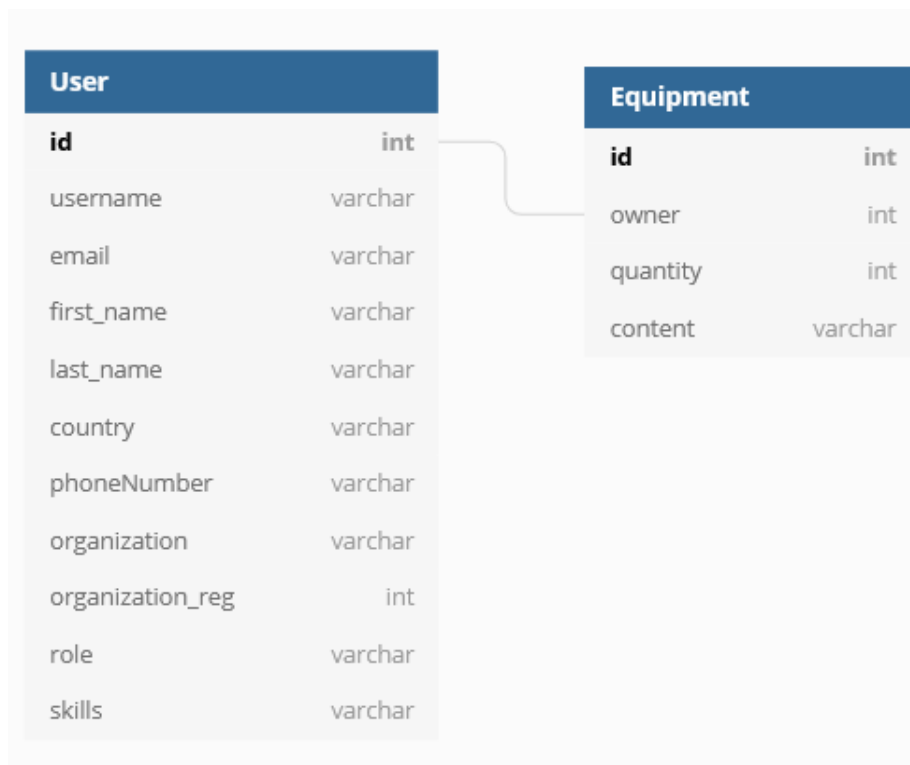 User
id int
username varchar
email varchar
first_name varchar
last_name varchar
country varchar
phoneNumber varchar
organization varchar
organization_reg int
role varchar
skills varchar
Equipment
id int
owner int
quantity int
content varchar